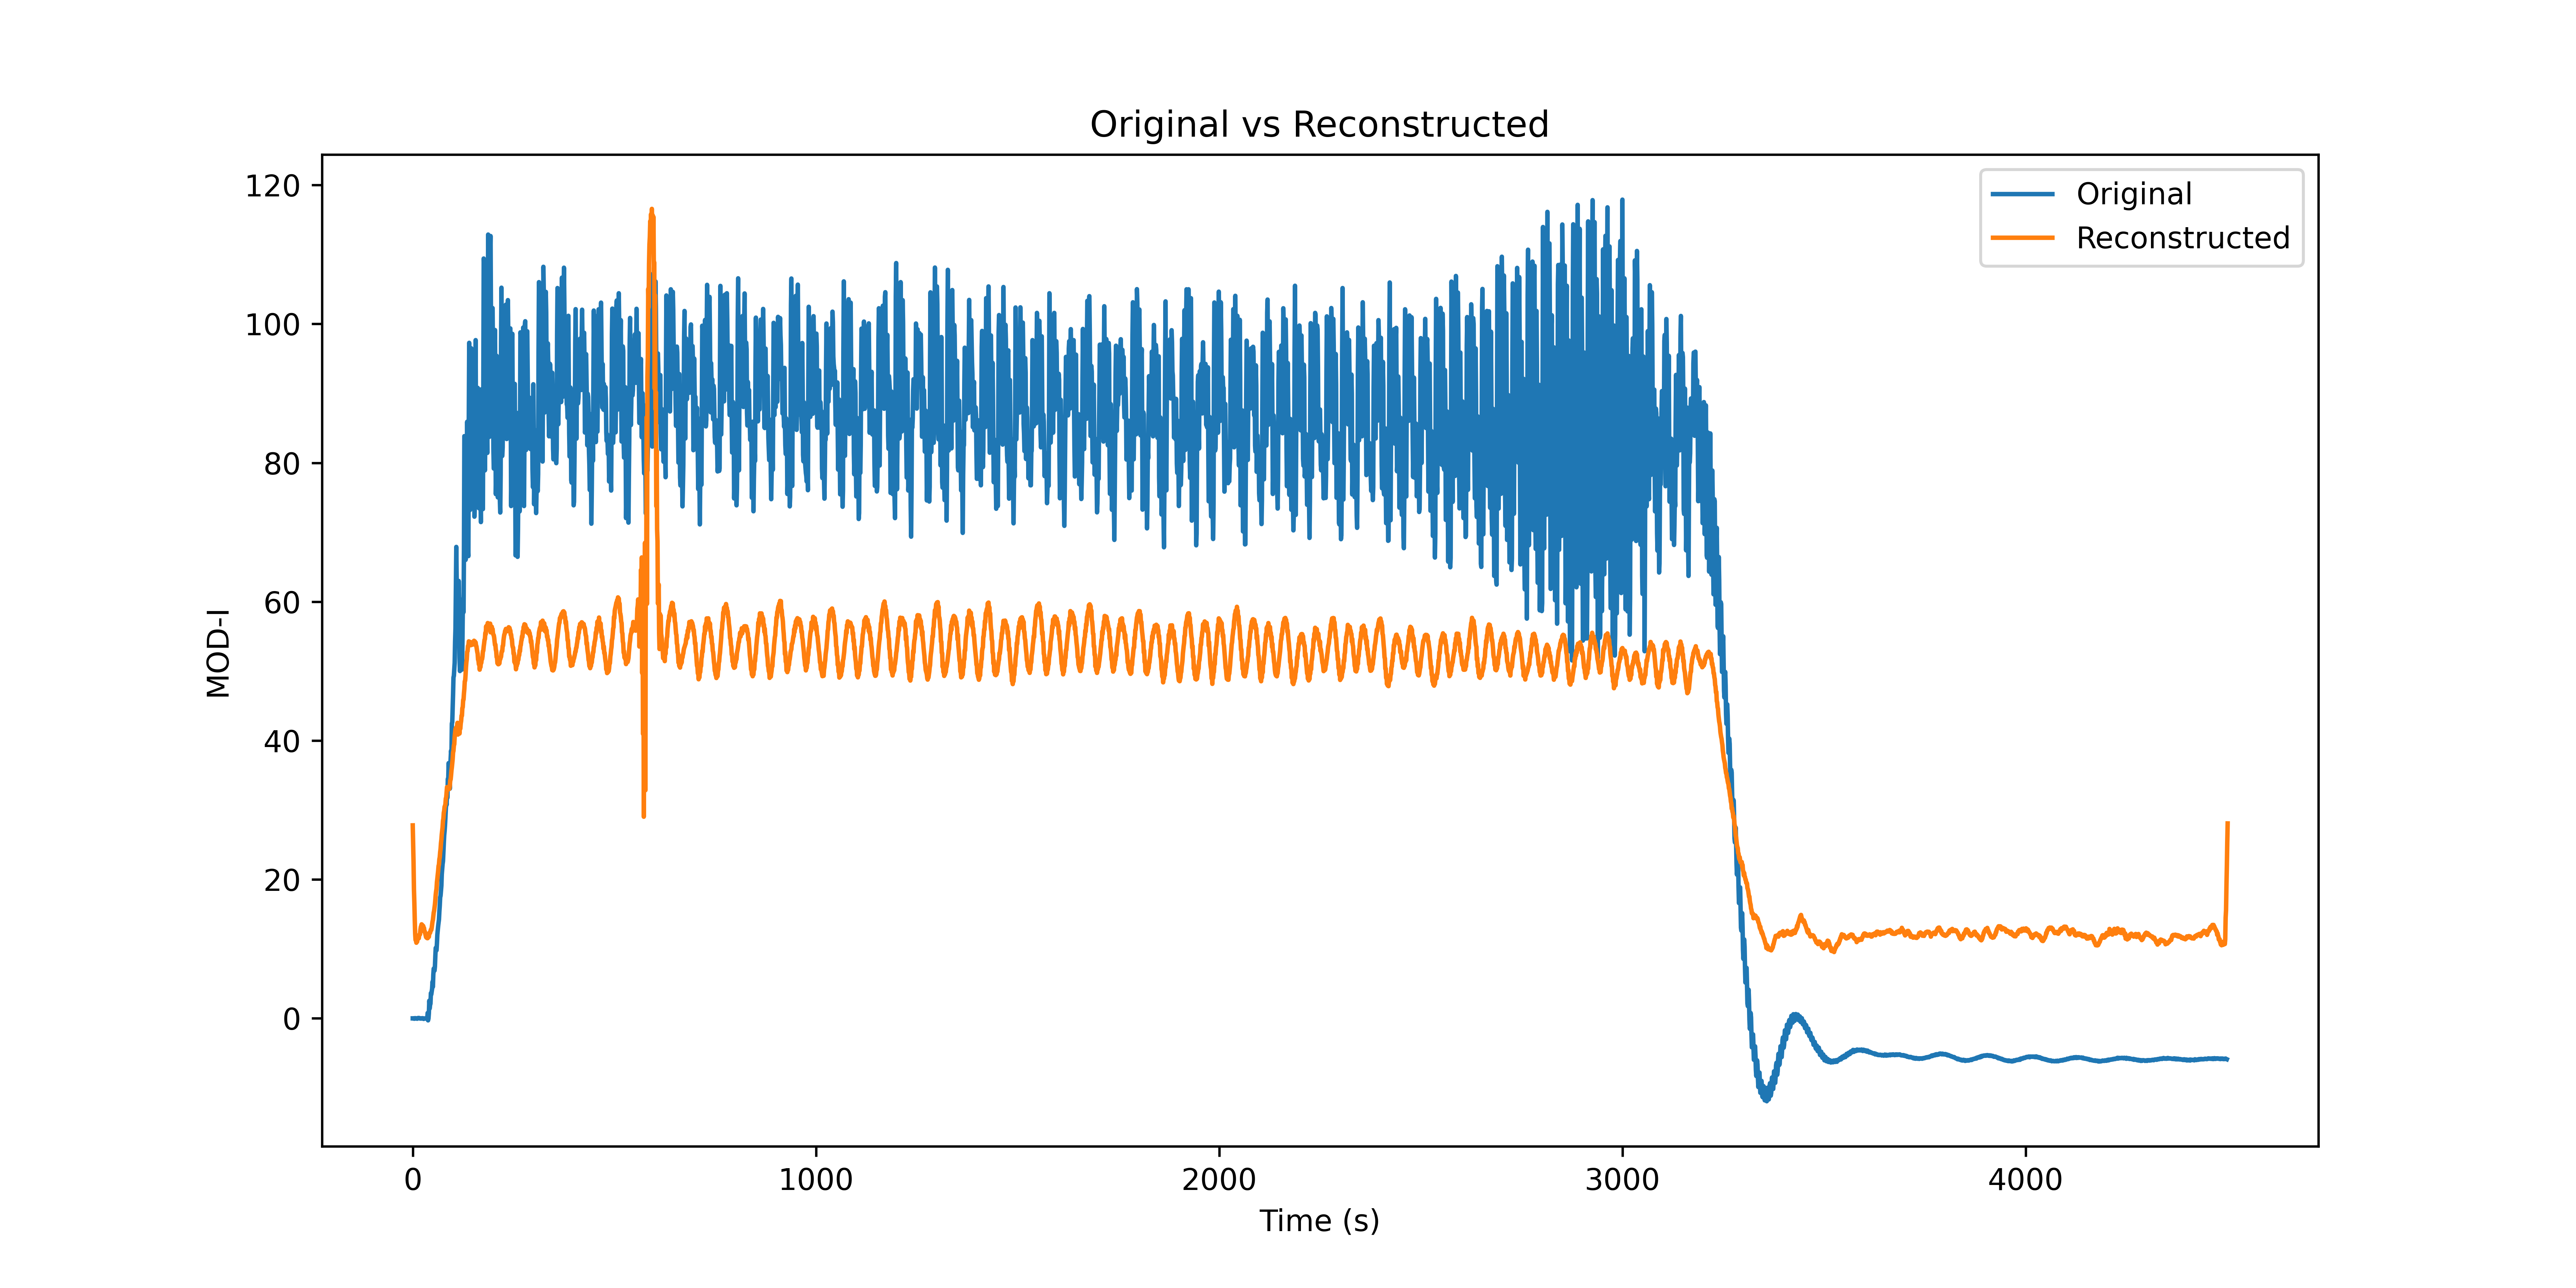 Original vs Reconstructed
Original
Reconstructed
120
100
80
60
40
20
0
MOD-I
0
1000
2000
3000
4000
Time (s)